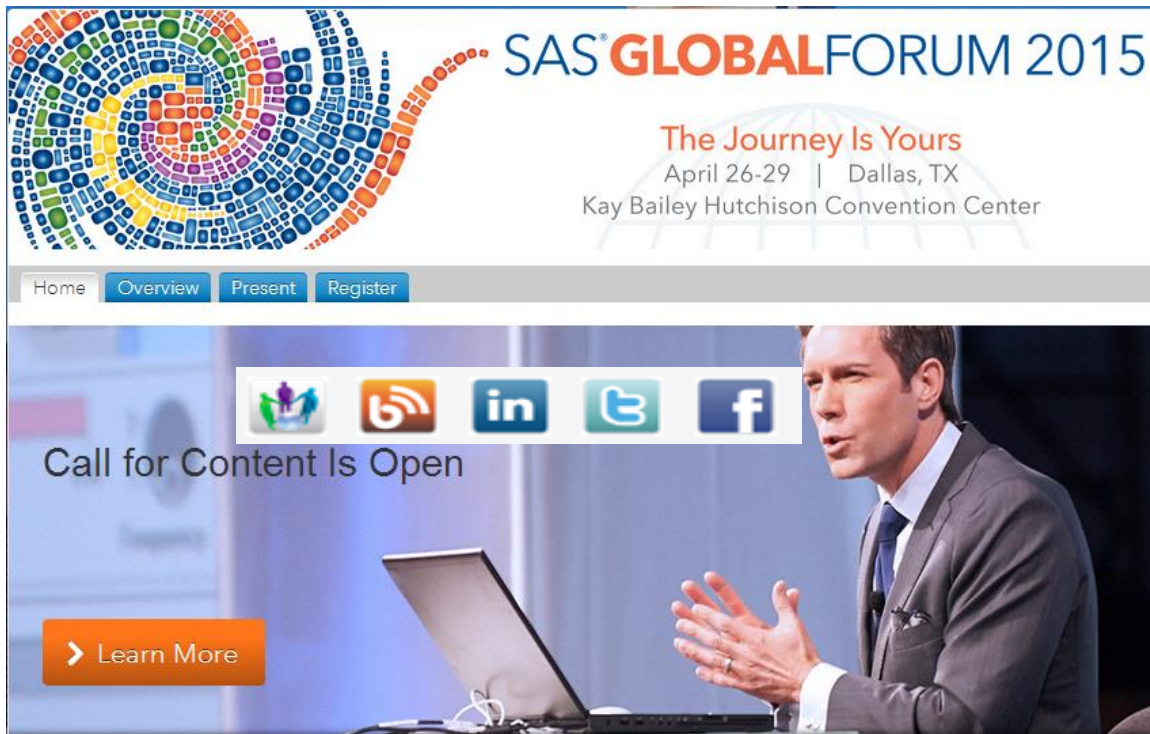 SAS® GLOBALFORUM 2015
The Journey Is Yours
April 26-29 | Dallas, TX
Kay Bailey Hutchison Convention Center
Home Overview Present Register
in
Call for Content Is Open
Learn More